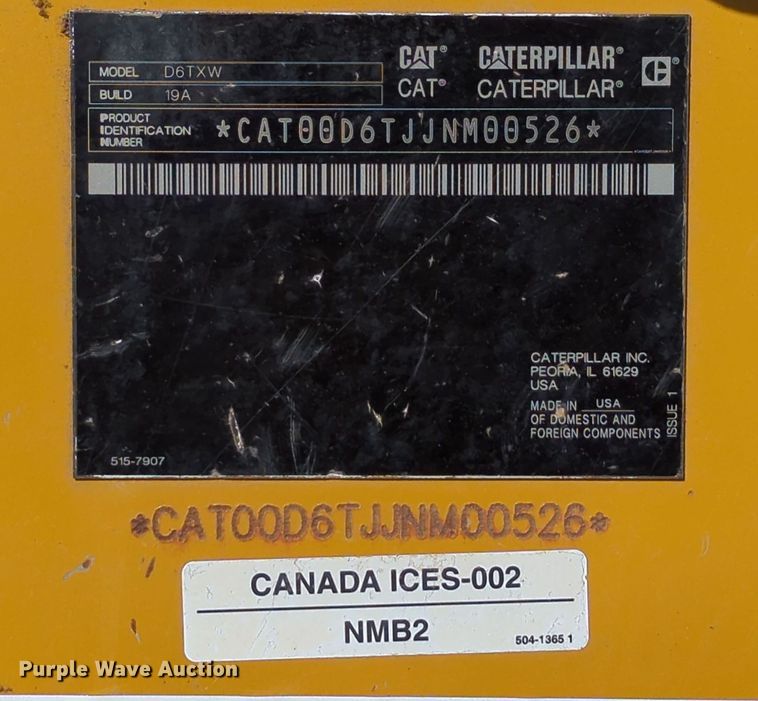 CAT® CATERPILLAR®
CAT® CATERPILLAR®
MODEL D6TXW
BUILD 19A
PRODUCT
IDENTIFICATION
NUMBER
*CAT00D6TJJNM00526*
CATERPILLAR INC.
PEORIA, IL 61629
USA
MADE IN USA
OF DOMESTIC AND
FOREIGN COMPONENTS
ISSUE 1
515-7907
*CAT00D6TJJNM00526*
CANADA ICES-002
NMB2
504-1365 1
Purple Wave Auction